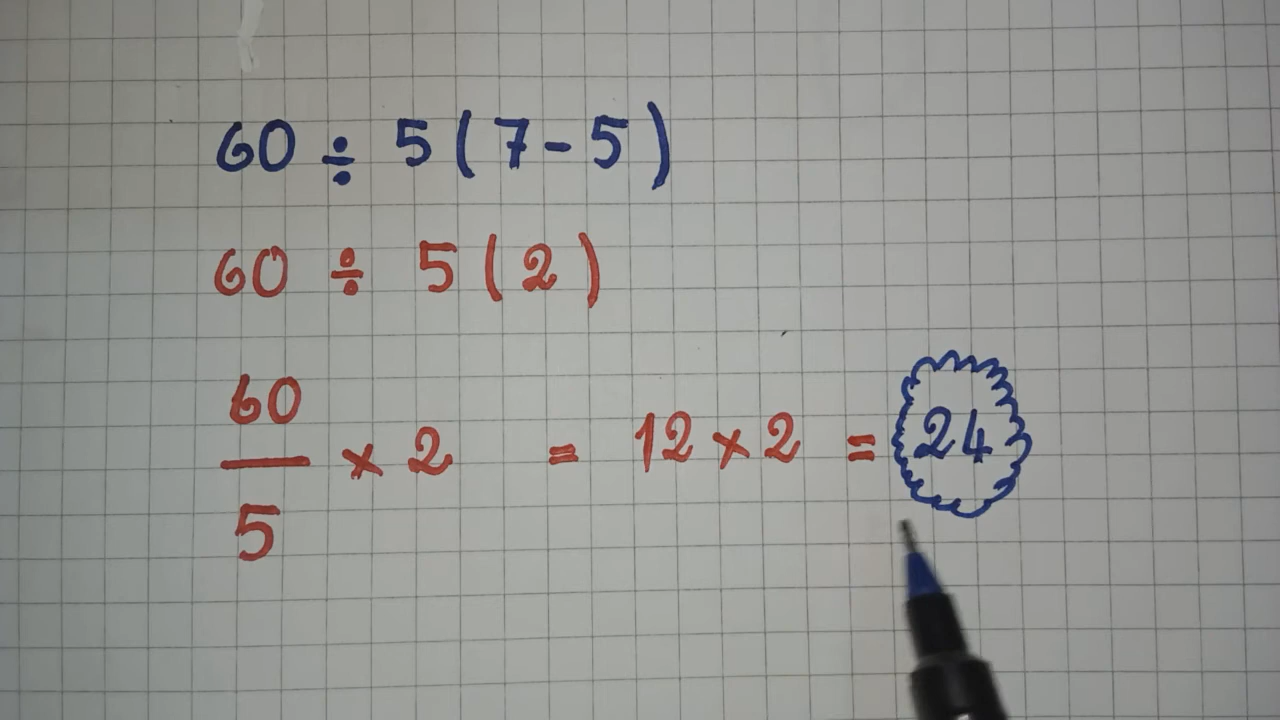 60 ÷ 5 ( 7 - 5 )
60 ÷ 5 ( 2 )
60/5 × 2 = 12 × 2 = 24